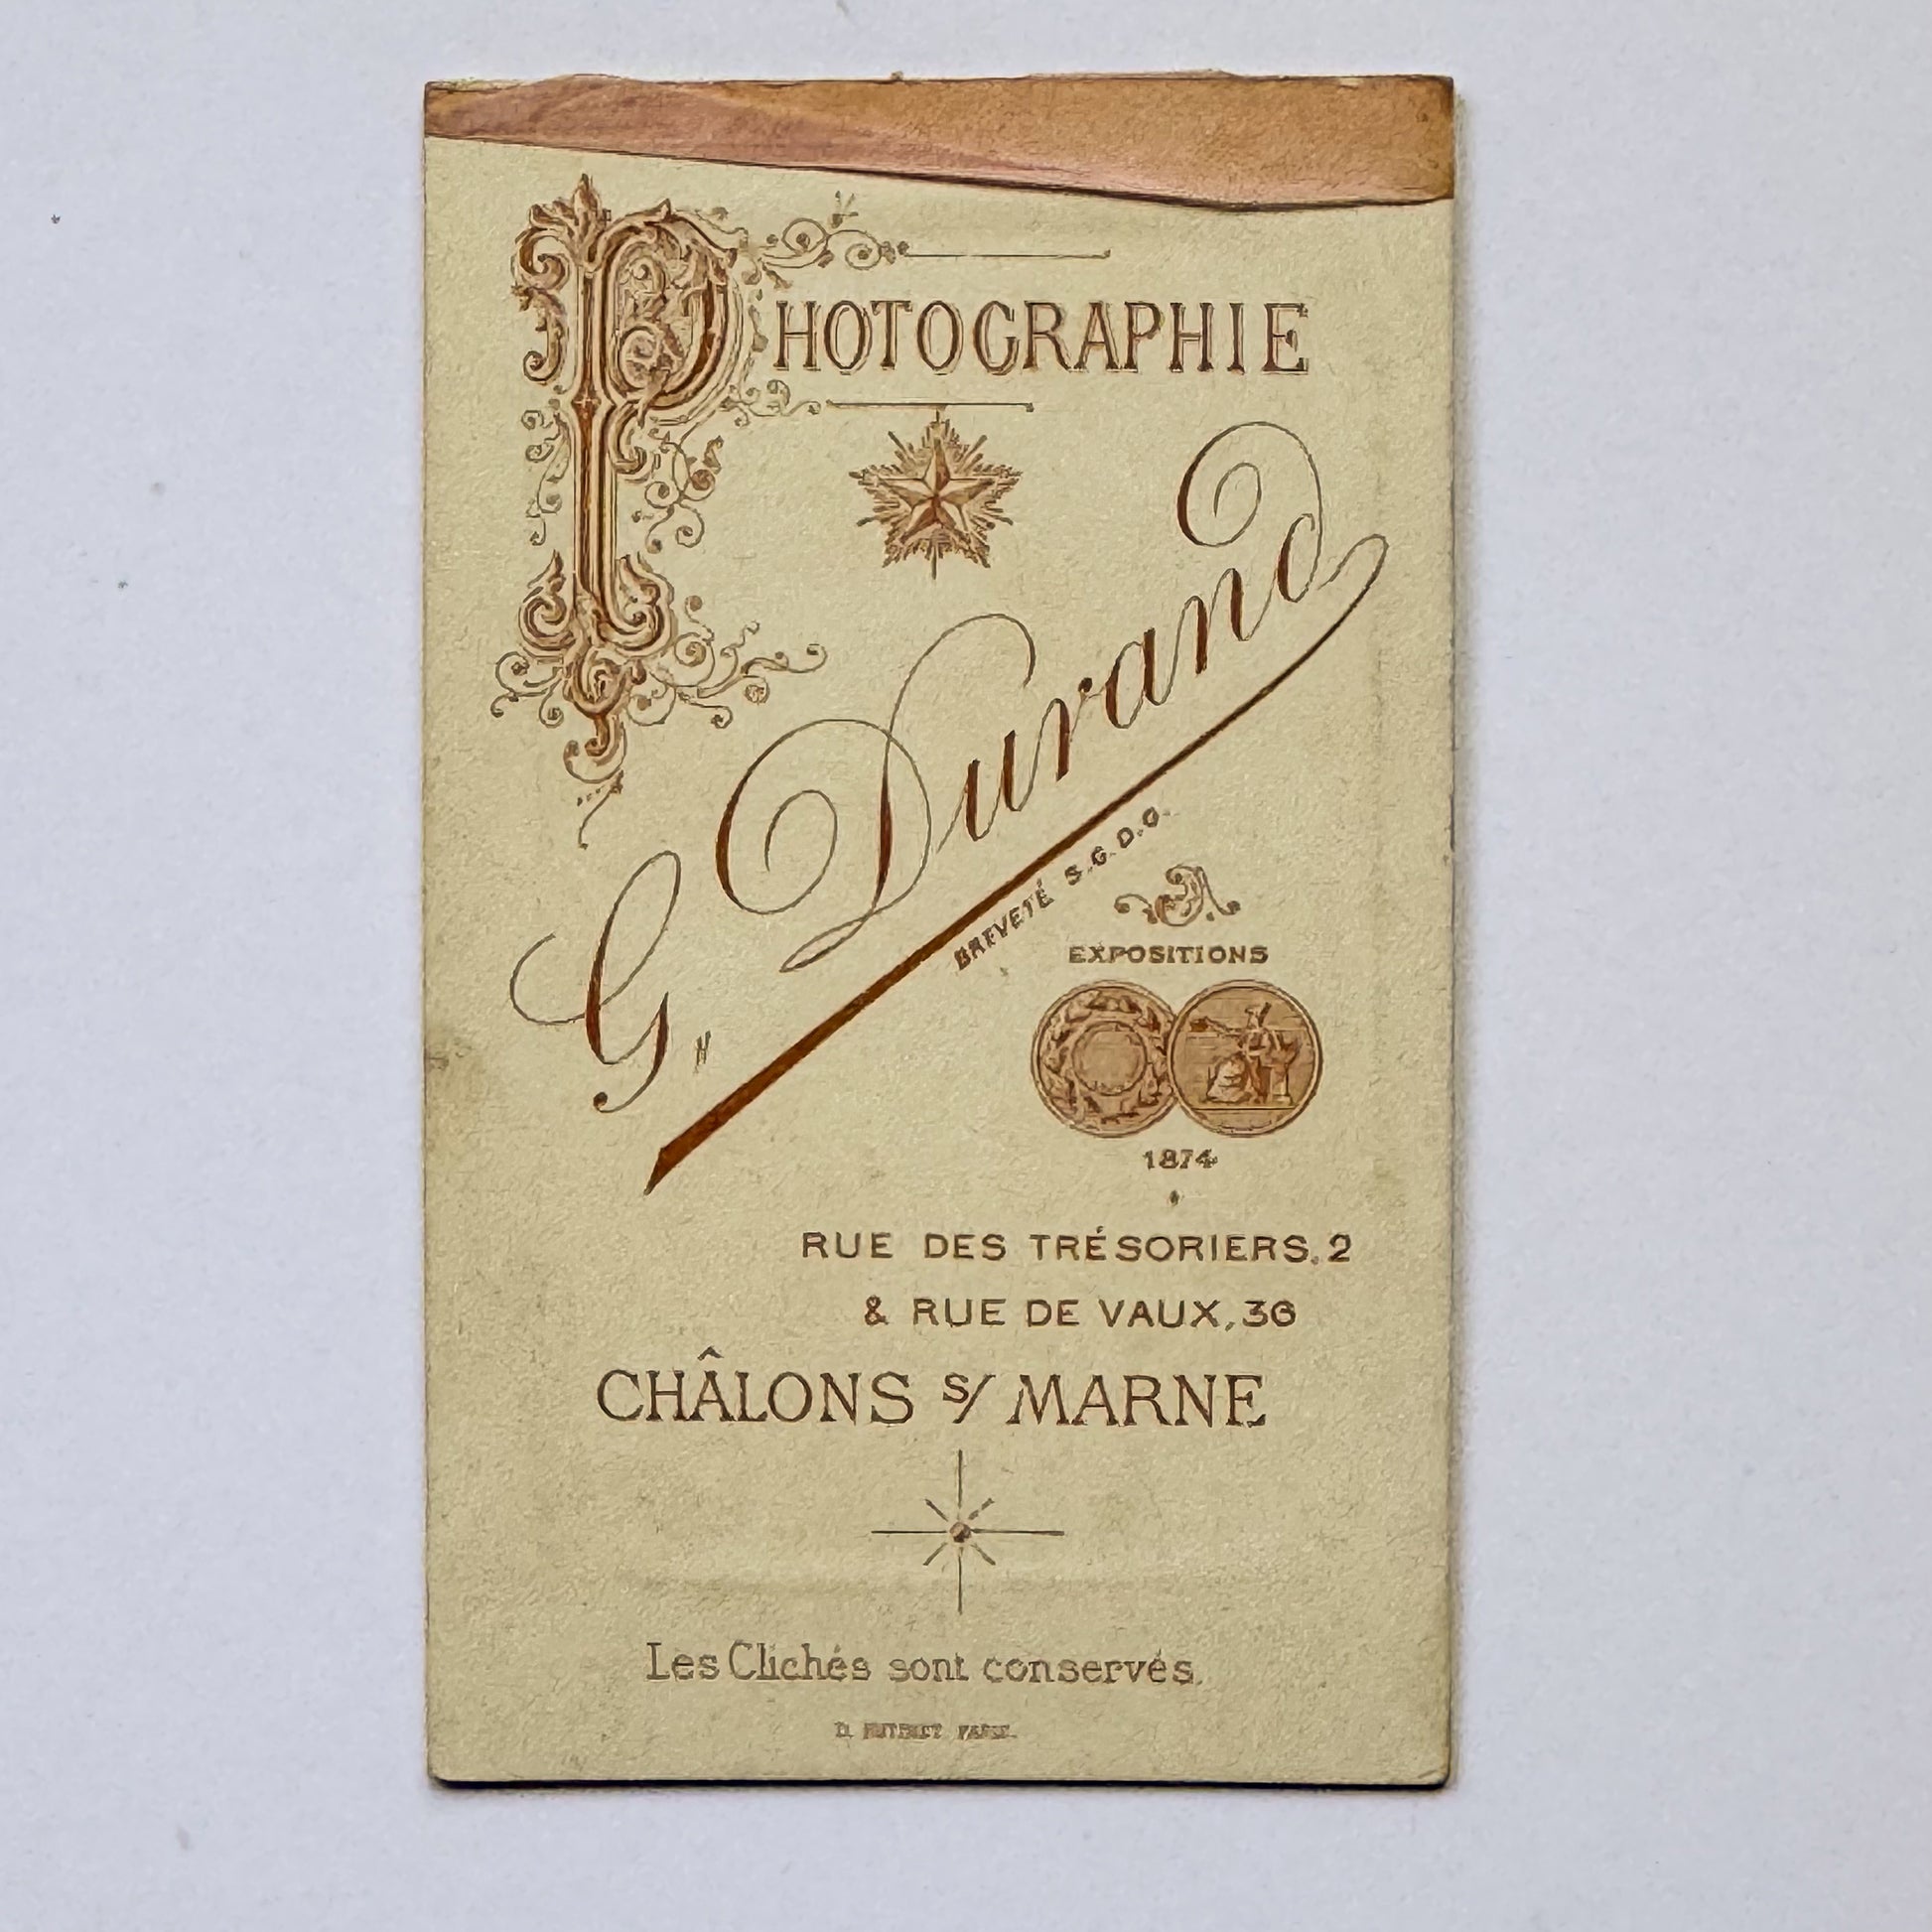 PHOTOGRAPHIE
G. Durand
BREVETÉ S.G.D.G.
EXPOSITIONS
1874
RUE DES TRÉSORIERS, 2
& RUE DE VAUX, 36
CHÂLONS S/ MARNE
Les Clichés sont conservés.
PARIS.